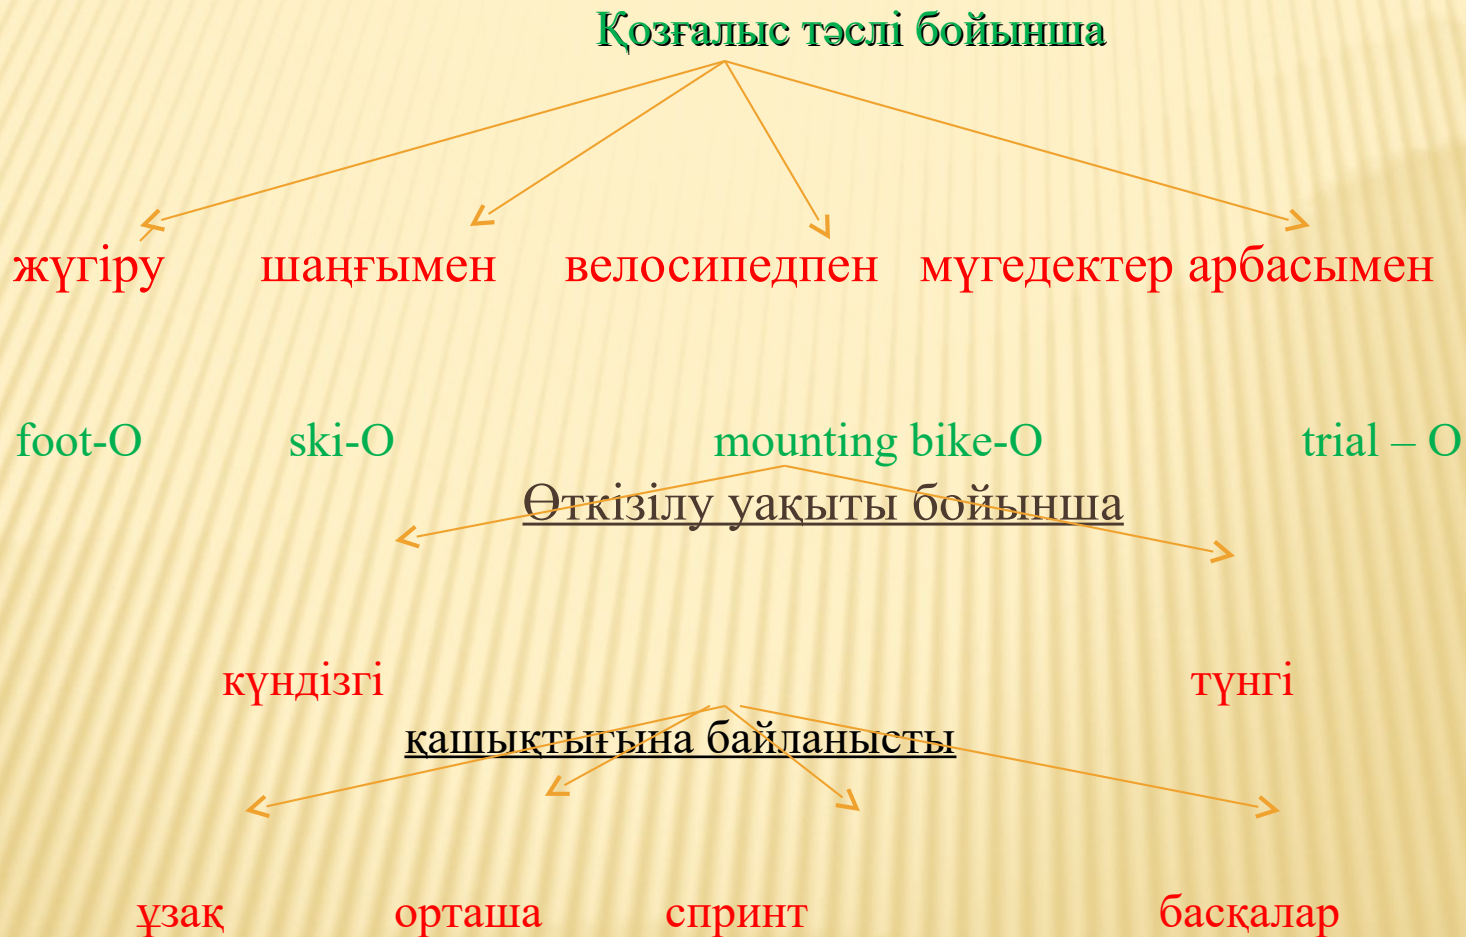 Қозғалыс тәслі бойынша
жүгіру шаңғымен велосипедпен мүгедектер арбасымен
foot-O ski-O mounting bike-O trial – O
Өткізілу уақыты бойынша
күндізгі түнгі
қашықтығына байланысты
ұзақ орташа спринт басқалар